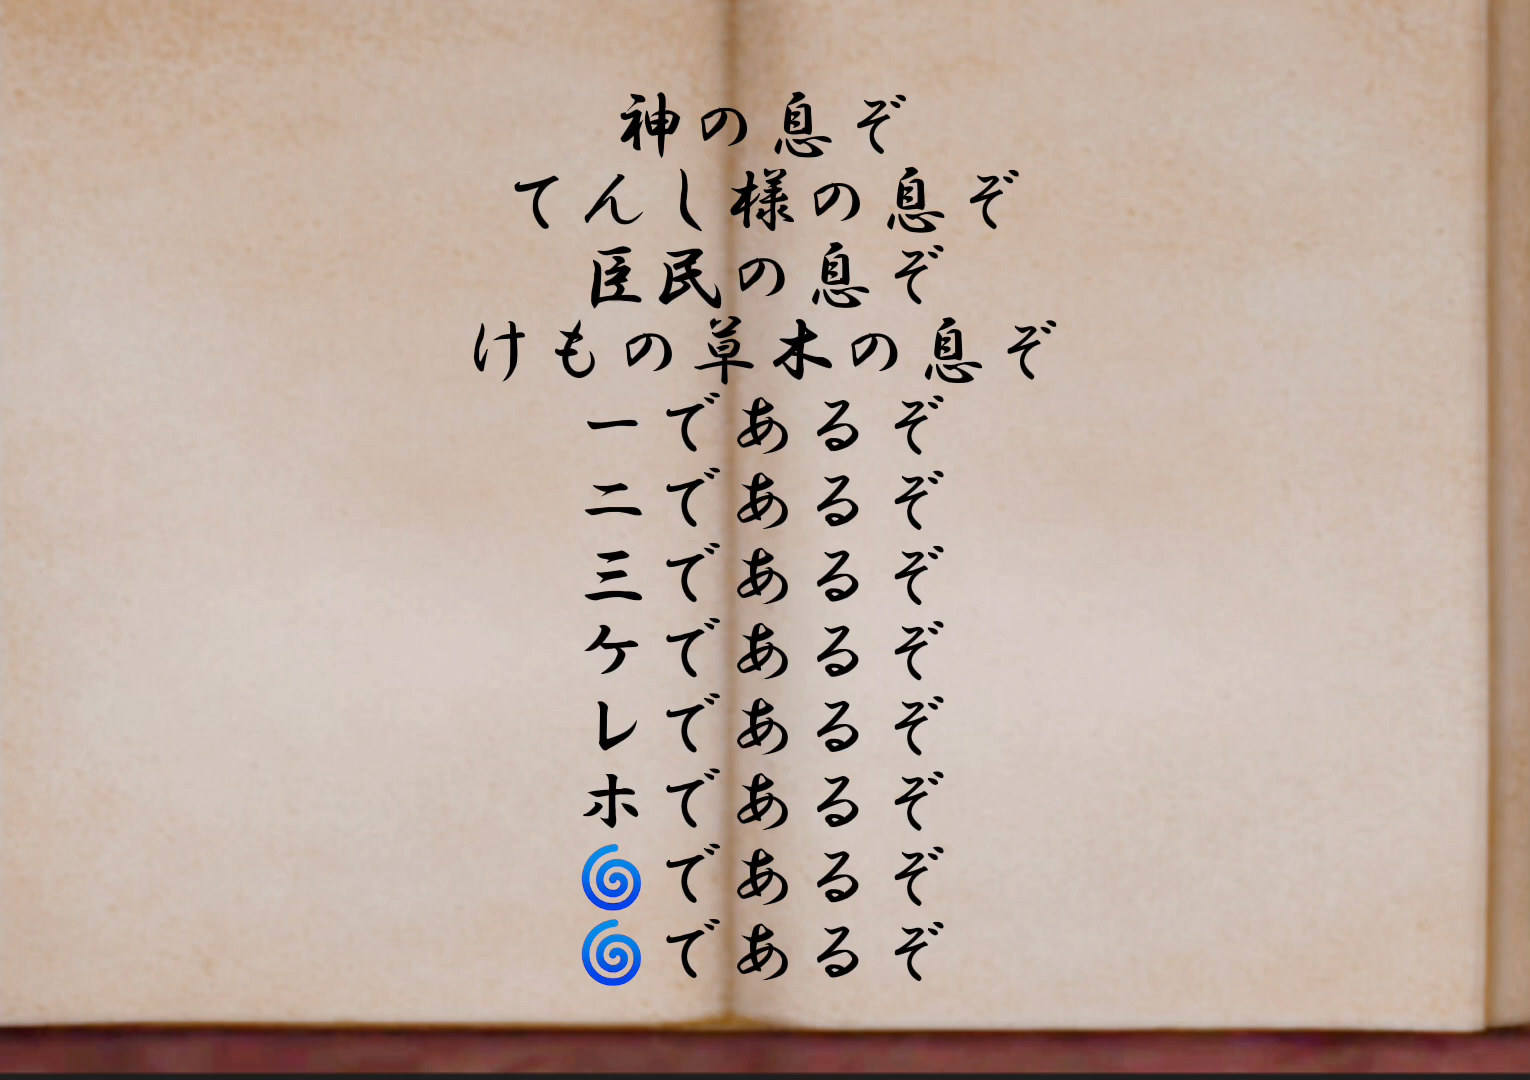 神の息ぞ
てんし様の息ぞ
臣民の息ぞ
けもの草木の息ぞ
一であるぞ
二であるぞ
三であるぞ
ケであるぞ
レであるぞ
ホであるぞ
🌀であるぞ
🌀であるぞ